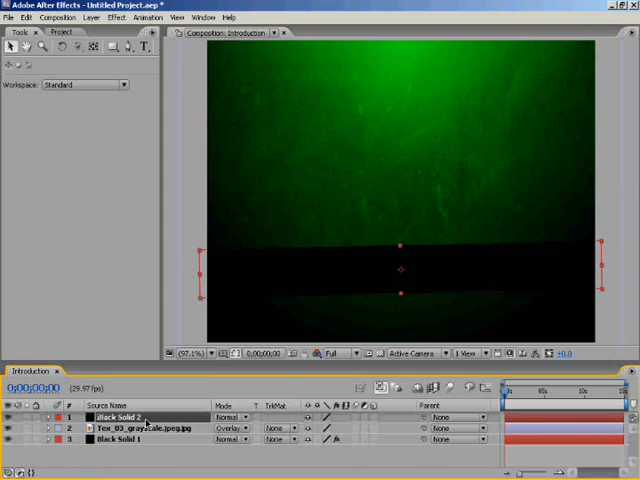 Adobe After Effects - Untitled Project.aep *
File Edit Composition Layer Effect Animation View Window Help
Tools Project
Composition: Introduction
Workspace: Standard
(97.1%) 0;00;00;00 Full Active Camera 1 View +0.0
Introduction
0;00;00;00 (29.97 fps)
# Source Name Mode T TrkMat Parent
05s 10s 15s
1 Black Solid 2 Normal None
2 Tex_03_grayscale.jpeg.jpg Overlay None None
3 Black Solid 1 Normal None None